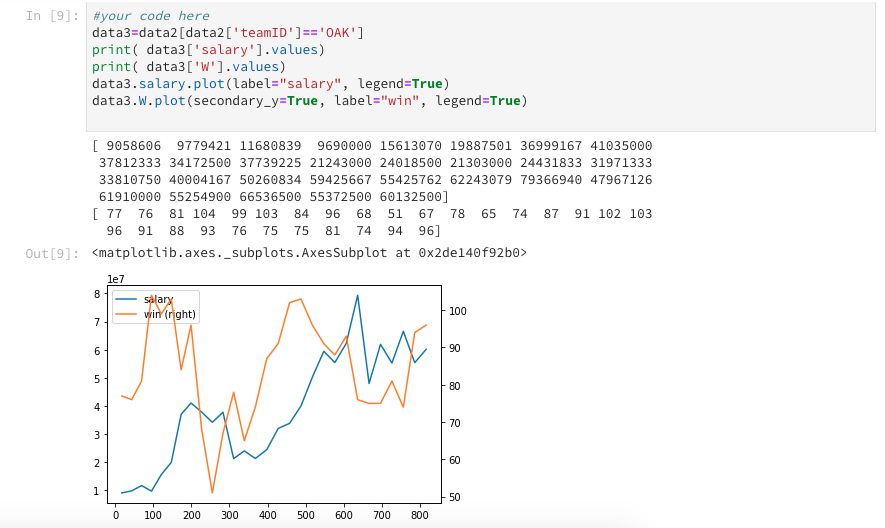 In [9]: #your code here
data3=data2[data2['teamID']=='OAK']
print( data3['salary'].values)
print( data3['W'].values)
data3.salary.plot(label="salary", legend=True)
data3.W.plot(secondary_y=True, label="win", legend=True)
[ 9058606  9779421 11680839  9690000 15613070 19887501 36999167 41035000
37812333 34172500 37739225 21243000 24018500 21303000 24431833 31971333
33810750 40004167 50260834 59425667 55425762 62243079 79366940 47967126
61910000 55254900 66536500 55372500 60132500]
[ 77  76  81 104  99 103  84  96  68  51  67  78  65  74  87  91 102 103
96  91  88  93  76  75  75  81  74  94  96]
Out[9]: <matplotlib.axes._subplots.AxesSubplot at 0x2de140f92b0>
1e7
salary
win (right)
8
7
6
5
4
3
2
1
100
90
80
70
60
50
0 100 200 300 400 500 600 700 800